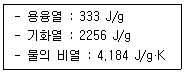 - 용융열 : 333 J/g
- 기화열 : 2256 J/g
- 물의 비열 : 4.184 J/g·K